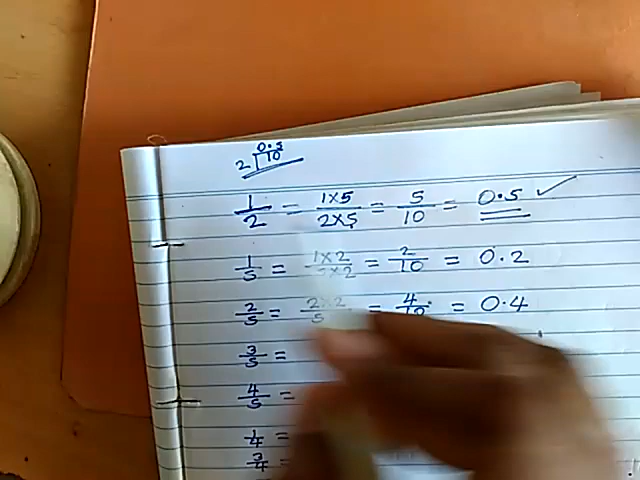 0.5
2 10
1/2 = 1×5/2×5 = 5/10 = 0.5 ✓
1/5 = 1×2/5×2 = 2/10 = 0.2
2/5 = 2×2/5 = 4/10 = 0.4
3/5 =
4/5 =
1/4 =
3/4 =